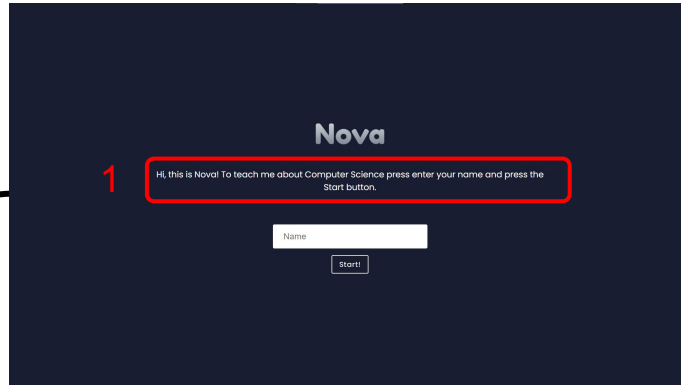 Nova
1
Hi, this is Nova! To teach me about Computer Science press enter your name and press the
Start button.
Name
Start!